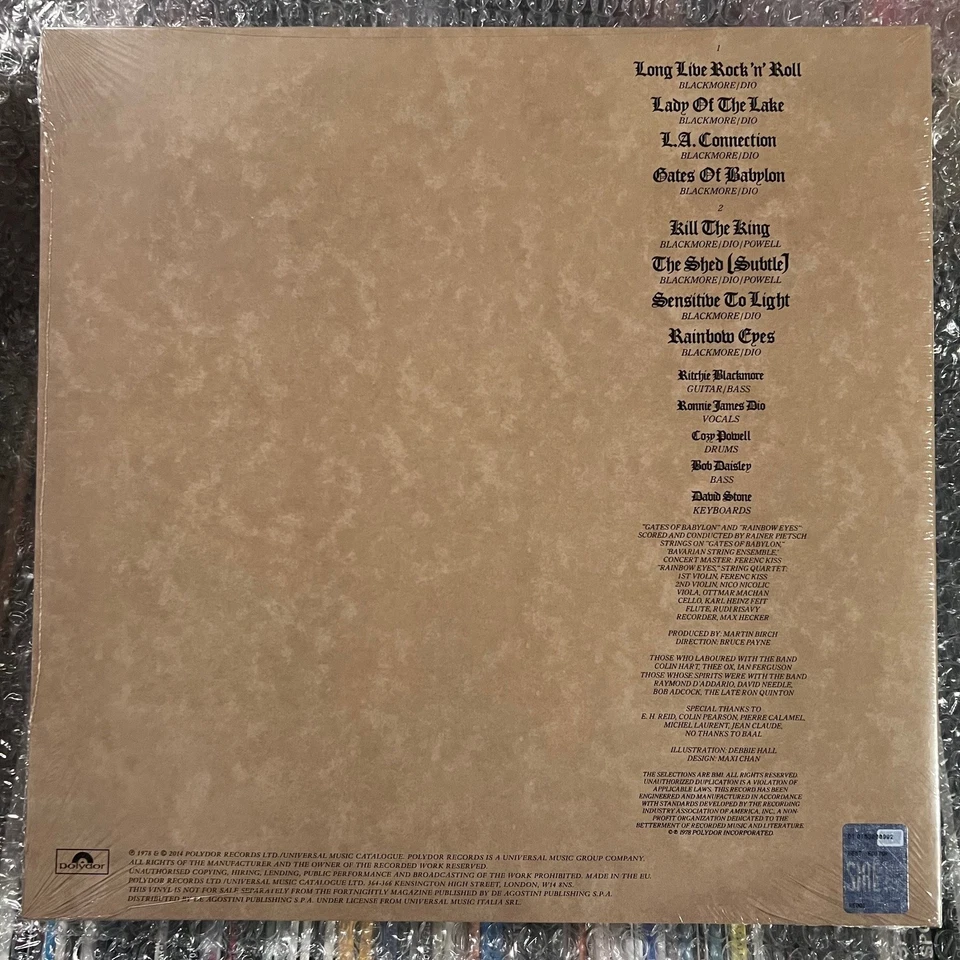 1
Long Live Rock 'n' Roll
BLACKMORE/DIO
Lady Of The Lake
BLACKMORE/DIO
L.A. Connection
BLACKMORE/DIO
Gates Of Babylon
BLACKMORE/DIO
2
Kill The King
BLACKMORE/DIO/POWELL
The Shed (Subtle)
BLACKMORE/DIO/POWELL
Sensitive To Light
BLACKMORE/DIO
Rainbow Eyes
BLACKMORE/DIO
Ritchie Blackmore
GUITAR/BASS
Ronnie James Dio
VOCALS
Cozy Powell
DRUMS
Bob Daisley
BASS
David Stone
KEYBOARDS
"GATES OF BABYLON" AND "RAINBOW EYES"
SCORED AND CONDUCTED BY RAINER PIETSCH
STRINGS ON "GATES OF BABYLON,"
'BAVARIAN STRING ENSEMBLE,'
CONCERT MASTER: FERENC KISS
"RAINBOW EYES," STRING QUARTET:
1ST VIOLIN, FERENC KISS
2ND VIOLIN, NICO NICOLIC
VIOLA, OTTMAR MACHAN
CELLO, KARL HEINZ FEIT
FLUTE, RUDI RISAVY
RECORDER, MAX HECKER
PRODUCED BY: MARTIN BIRCH
DIRECTION: BRUCE PAYNE
THOSE WHO LABOURED WITH THE BAND
COLIN HART, THEE OX, IAN FERGUSON
THOSE WHOSE SPIRITS WERE WITH THE BAND
RAYMOND D'ADDARIO, DAVID NEEDLE,
BOB ADCOCK, THE LATE RON QUINTON
SPECIAL THANKS TO
E. H. REID, COLIN PEARSON, PIERRE CALAMEL,
MICHEL LAURENT, JEAN CLAUDE,
NO THANKS TO BAAL
ILLUSTRATION: DEBBIE HALL
DESIGN: MAXI CHAN
THE SELECTIONS ARE BMI. ALL RIGHTS RESERVED.
UNAUTHORIZED DUPLICATION IS A VIOLATION OF
APPLICABLE LAWS. THIS RECORD HAS BEEN
ENGINEERED AND MANUFACTURED IN ACCORDANCE
WITH STANDARDS DEVELOPED BY THE RECORDING
INDUSTRY ASSOCIATION OF AMERICA, INC., A NON-
PROFIT ORGANIZATION DEDICATED TO THE
BETTERMENT OF RECORDED MUSIC AND LITERATURE.
℗ © 1978 POLYDOR INCORPORATED
polydor
℗ 1978 © 2014 POLYDOR RECORDS LTD./UNIVERSAL MUSIC CATALOGUE. POLYDOR RECORDS IS A UNIVERSAL MUSIC GROUP COMPANY.
ALL RIGHTS OF THE MANUFACTURER AND THE OWNER OF THE RECORDED WORK RESERVED.
UNAUTHORISED COPYING, HIRING, LENDING, PUBLIC PERFORMANCE AND BROADCASTING OF THE WORK PROHIBITED. MADE IN THE EU.
POLYDOR RECORDS LTD./UNIVERSAL MUSIC CATALOGUE LTD. 364-366 KENSINGTON HIGH STREET, LONDON, W14 8NS.
THIS VINYL IS NOT FOR SALE SEPARATELY FROM THE FORTNIGHTLY MAGAZINE PUBLISHED BY DE AGOSTINI PUBLISHING S.P.A.
DISTRIBUTED BY DE AGOSTINI PUBLISHING S.P.A. UNDER LICENSE FROM UNIVERSAL MUSIC ITALIA SRL.